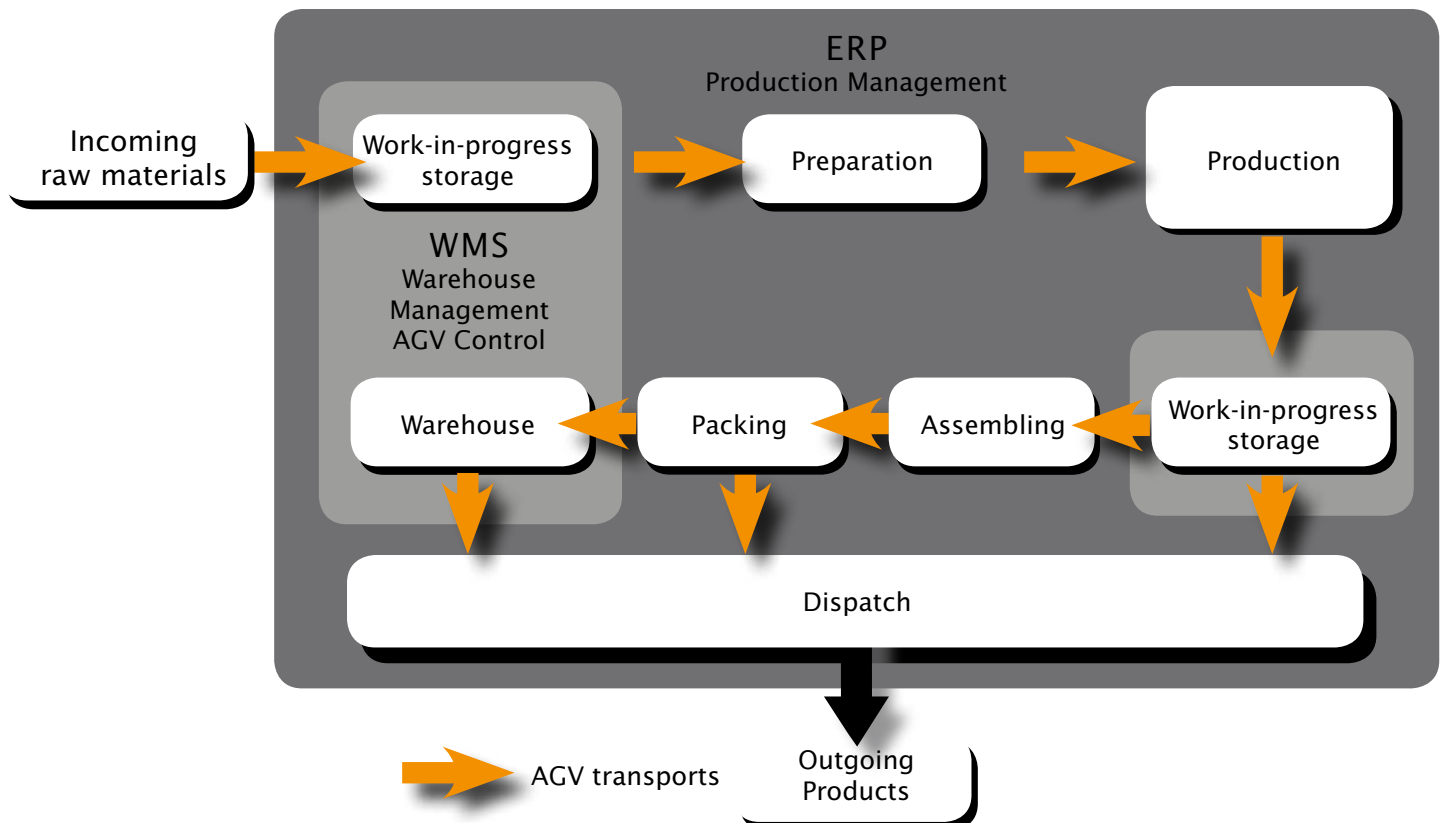 ERP
Production Management
Incoming
raw materials
Work-in-progress
storage
Preparation
Production
WMS
Warehouse
Management
AGV Control
Warehouse
Packing
Assembling
Work-in-progress
storage
Dispatch
AGV transports
Outgoing
Products